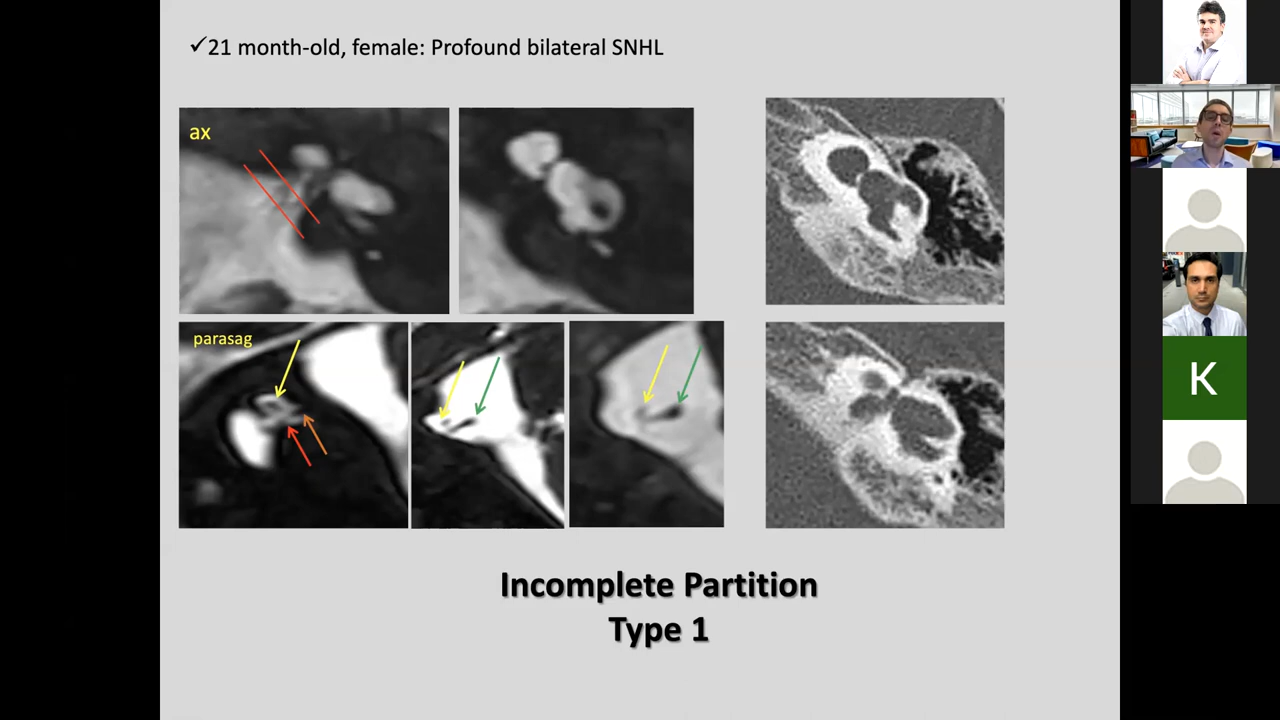 ✓21 month-old, female: Profound bilateral SNHL
ax
parasag
K
Incomplete Partition
Type 1